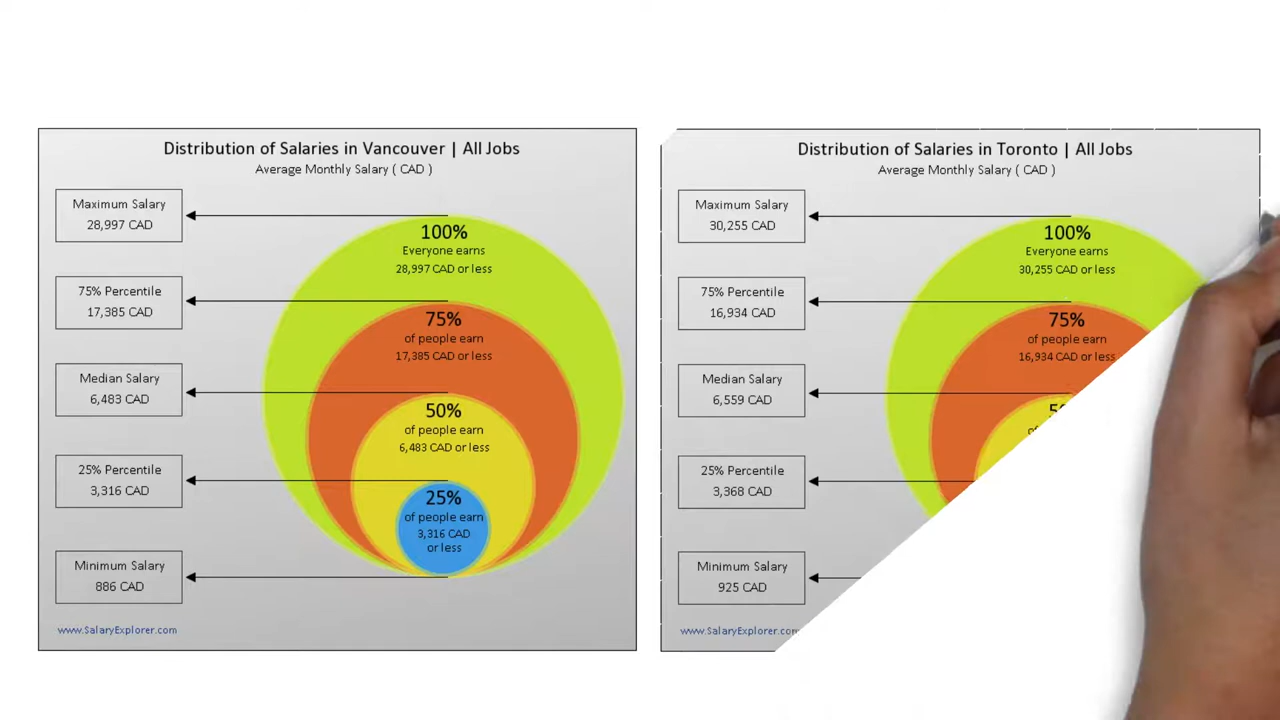 Distribution of Salaries in Vancouver | All Jobs
Average Monthly Salary ( CAD )
Maximum Salary
28,997 CAD
75% Percentile
17,385 CAD
Median Salary
6,483 CAD
25% Percentile
3,316 CAD
Minimum Salary
886 CAD
100%
Everyone earns
28,997 CAD or less
75%
of people earn
17,385 CAD or less
50%
of people earn
6,483 CAD or less
25%
of people earn
3,316 CAD
or less
www.SalaryExplorer.com
Distribution of Salaries in Toronto | All Jobs
Average Monthly Salary ( CAD )
Maximum Salary
30,255 CAD
75% Percentile
16,934 CAD
Median Salary
6,559 CAD
25% Percentile
3,368 CAD
Minimum Salary
925 CAD
100%
Everyone earns
30,255 CAD or less
75%
of people earn
16,934 CAD or less